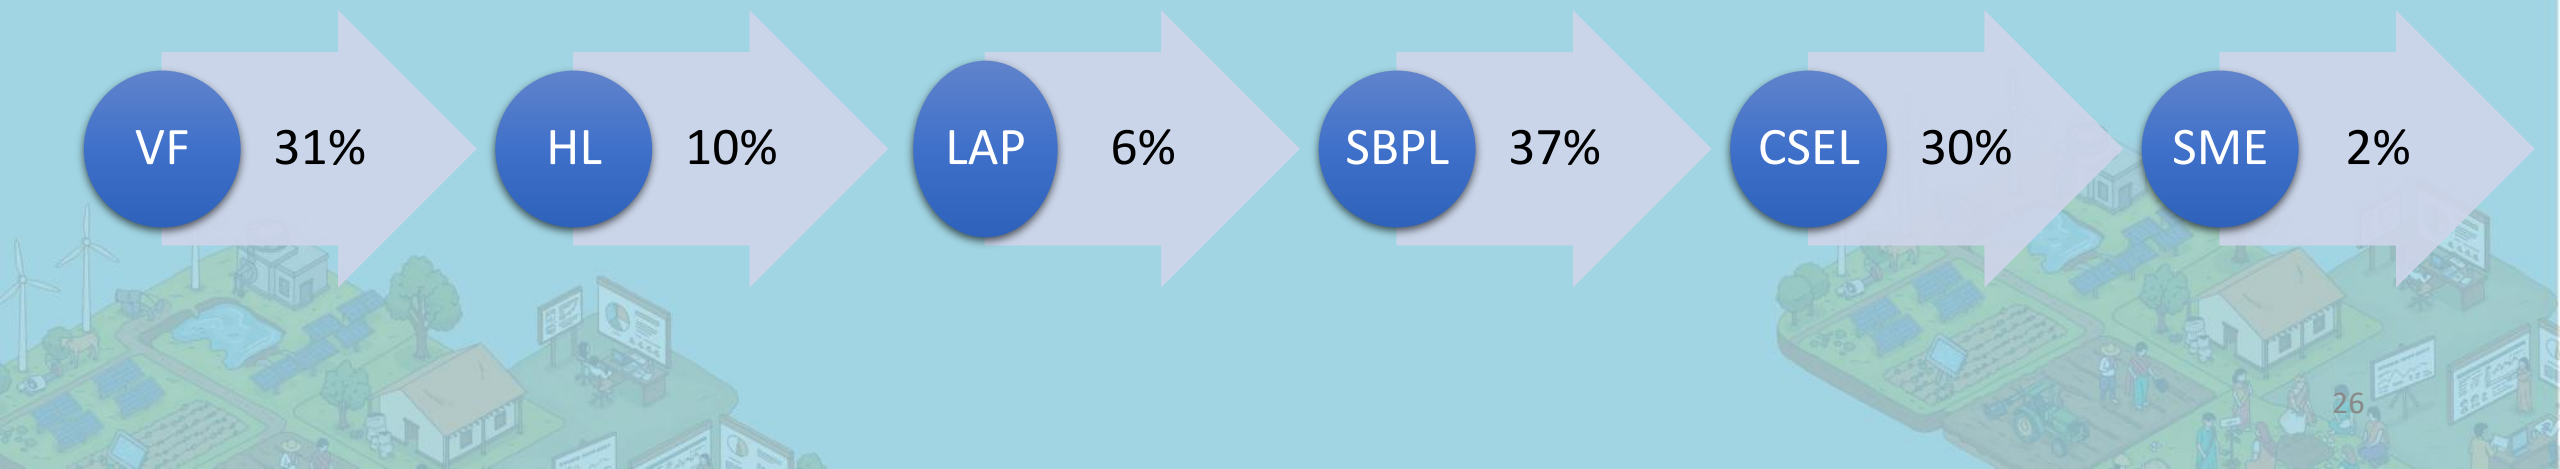 VF 31% HL 10% LAP 6% SBPL 37% CSEL 30% SME 2%
26